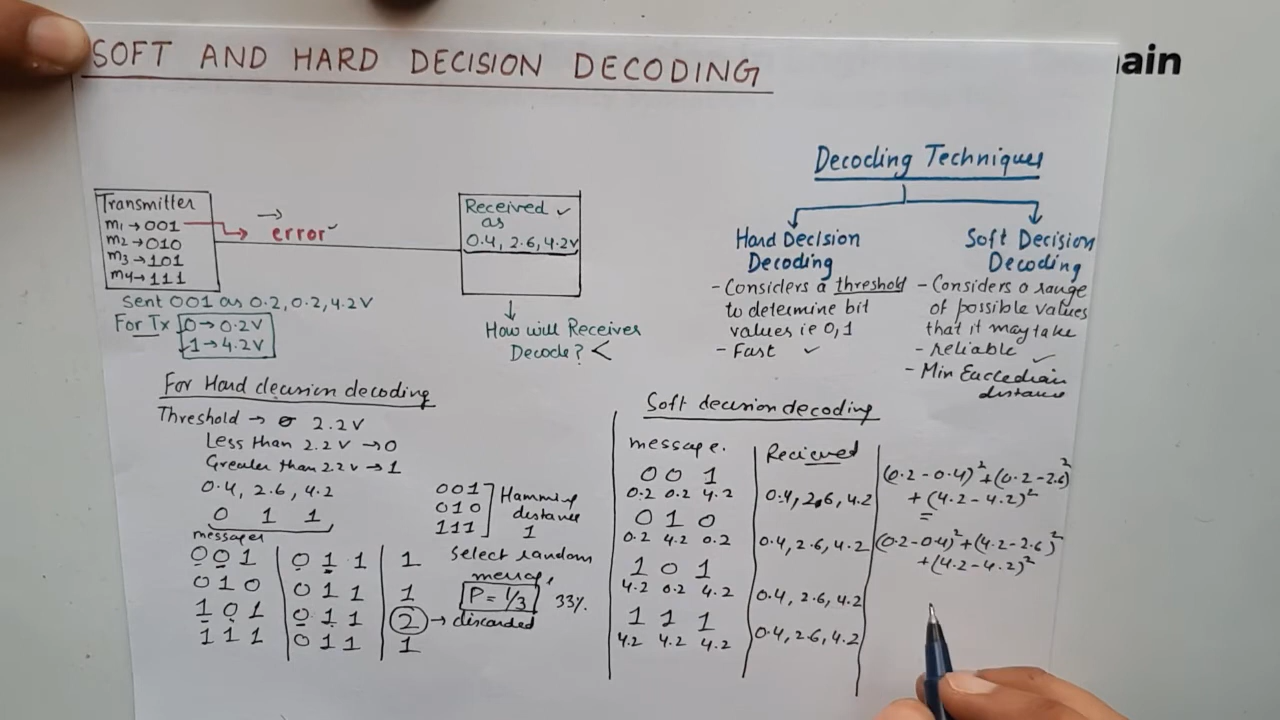 SOFT AND HARD DECISION DECODING
ain
Decoding Techniques
Transmitter
m1→001
m2→010
m3→101
m4→111
→
error
Received ✓
as
0.4, 2.6, 4.2v
Sent 001 as 0.2, 0.2, 4.2V
For Tx 0→0.2V
1→4.2V
How will Receiver
Decode? <
Hard Decision
Decoding
- Considers a threshold
to determine bit
values ie 0,1
- Fast ✓
Soft Decision
Decoding
- Considers a range
of possible values
that it may take
- reliable ✓
- Min Eucledian
distance
For Hard decision decoding
Threshold → 2.2V
Less than 2.2V →0
Greater than 2.2V →1
0.4, 2.6, 4.2
0 1 1
messages
001 011 1
010 011 1
101 011 2 → discarded
111 011 1
001
010
111
Hamming
distance
1
Select random
message
P = 1/3 33%
Soft decision decoding
message. Recieved
0 0 1
0.2 0.2 4.2 0.4, 2.6, 4.2 (0.2-0.4)²+(0.2-2.6)²
+(4.2-4.2)²
=
0 1 0
0.2 4.2 0.2 0.4, 2.6, 4.2 (0.2-0.4)²+(4.2-2.6)²
+(4.2-4.2)²
1 0 1
4.2 0.2 4.2 0.4, 2.6, 4.2
1 1 1
4.2 4.2 4.2 0.4, 2.6, 4.2